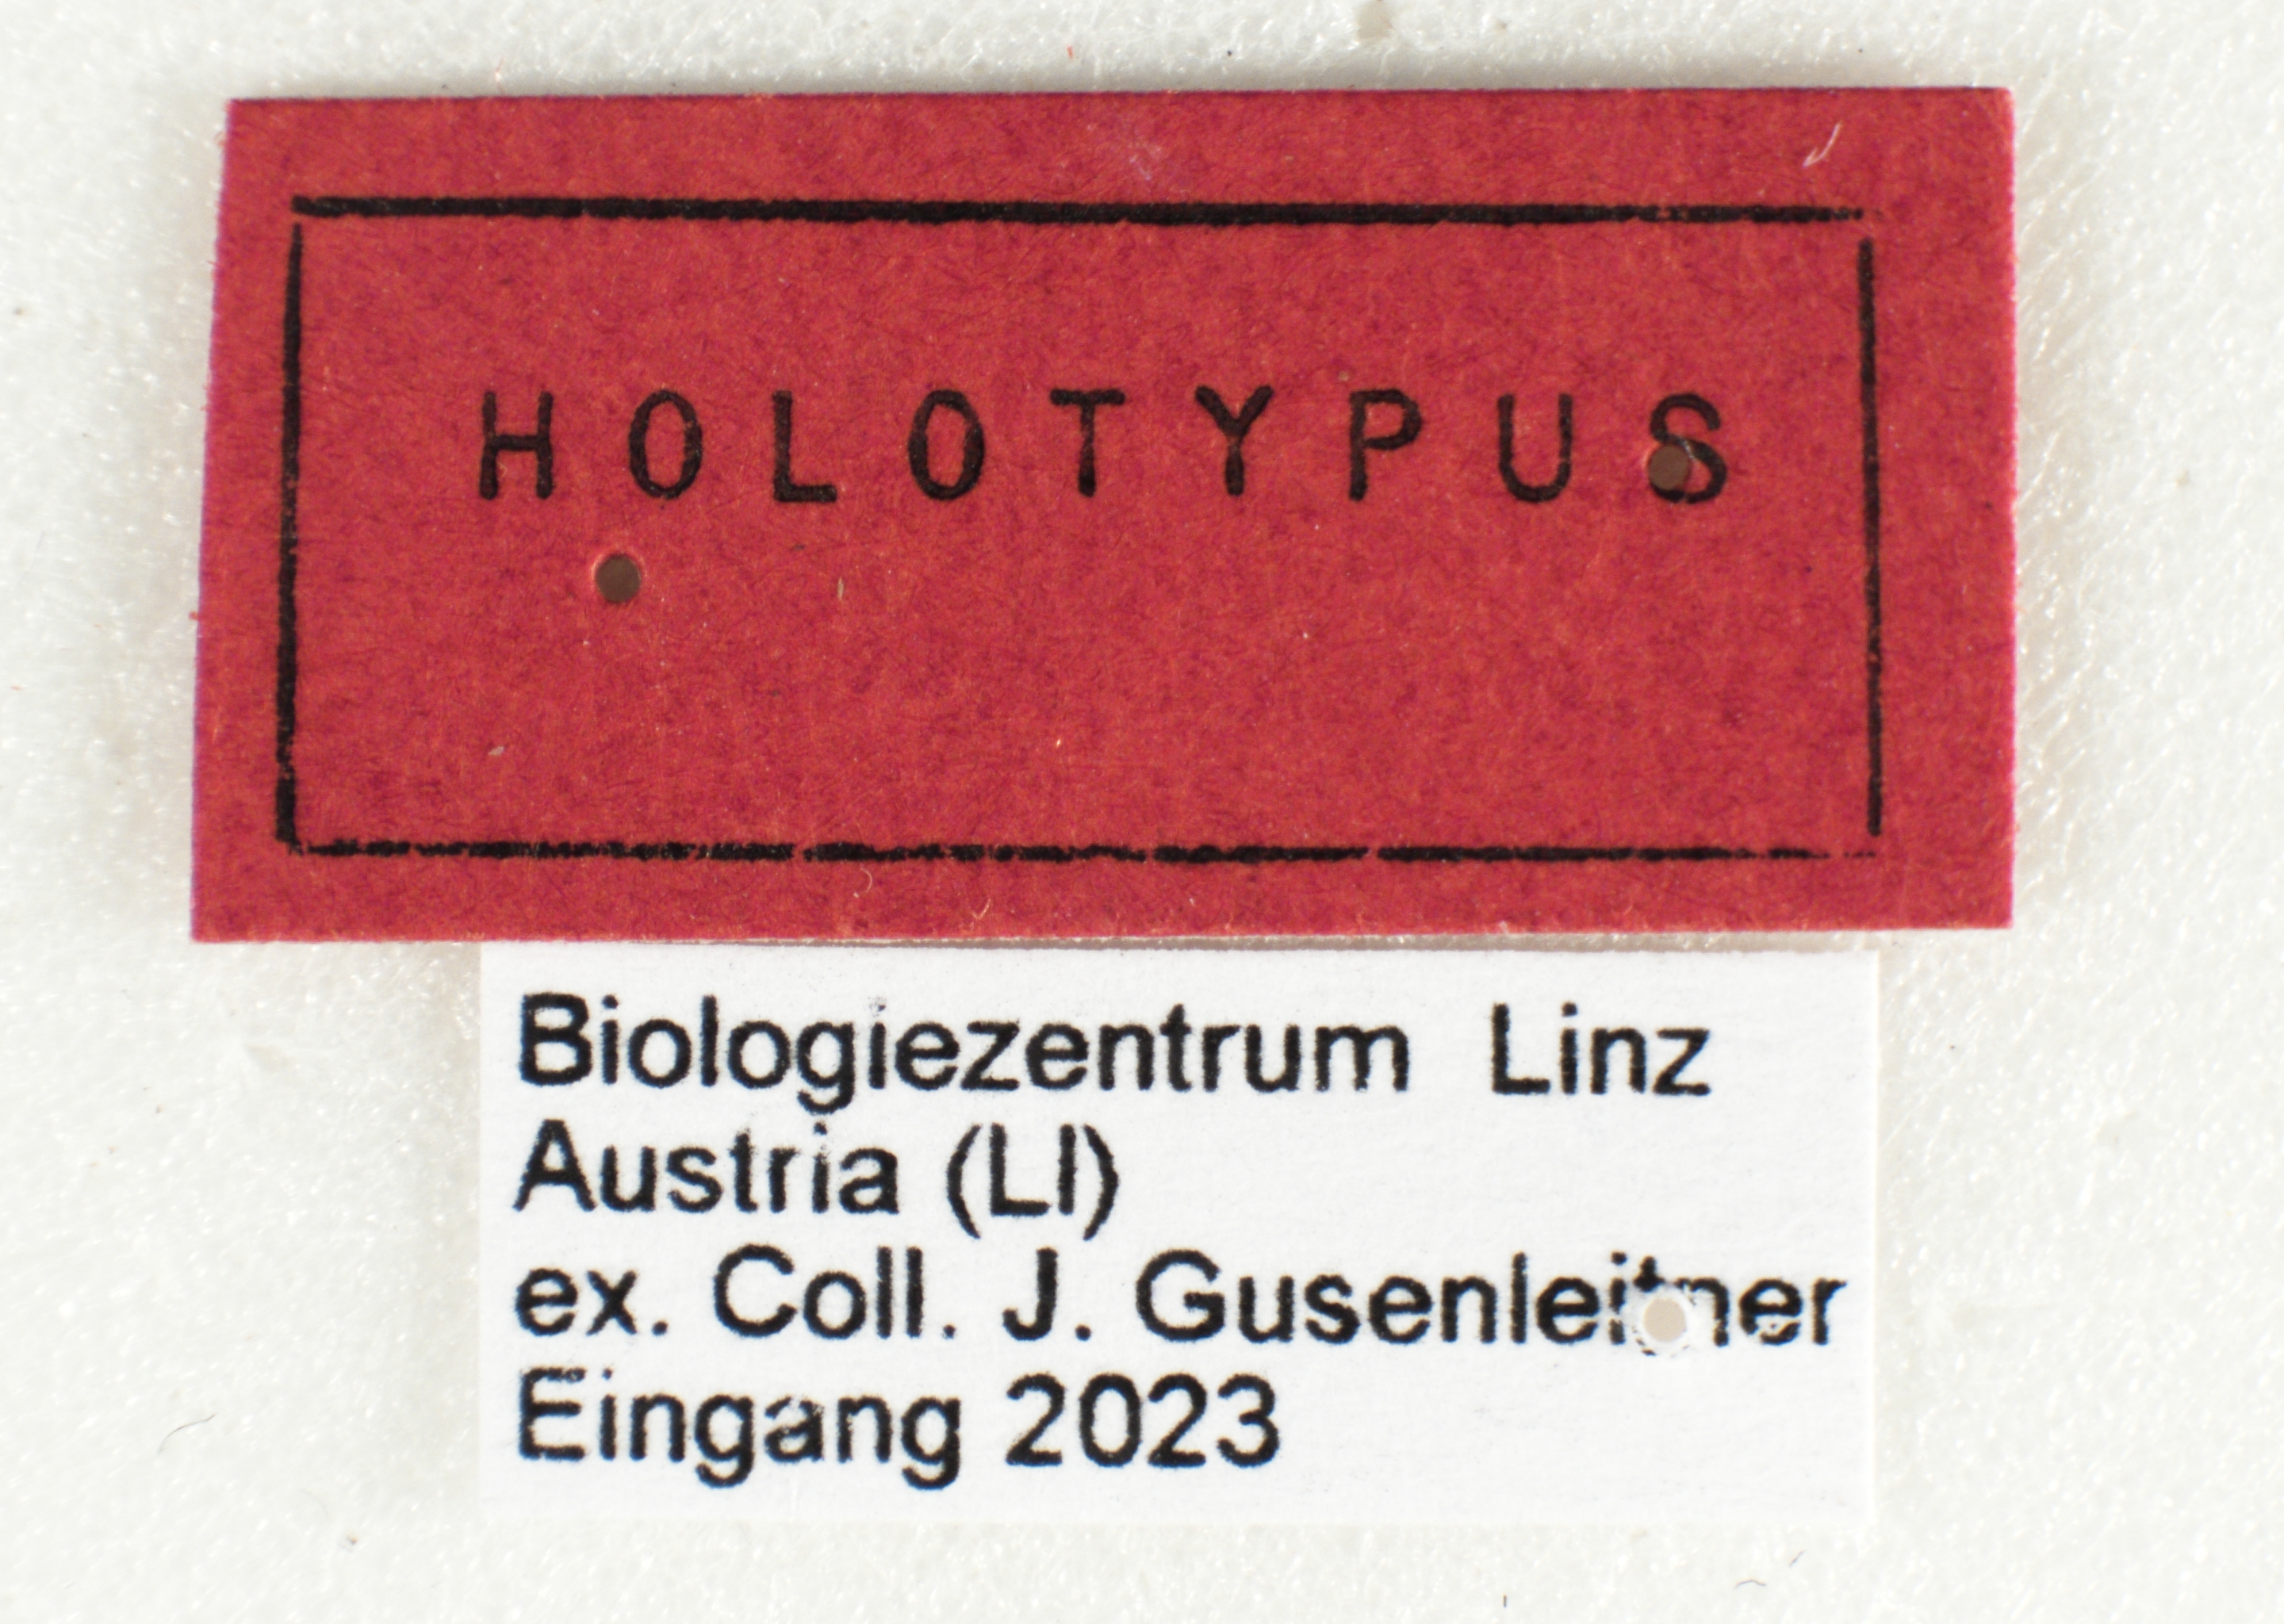 HOLOTYPUS
Biologiezentrum Linz
Austria (LI)
ex. Coll. J. Gusenleitner
Eingang 2023